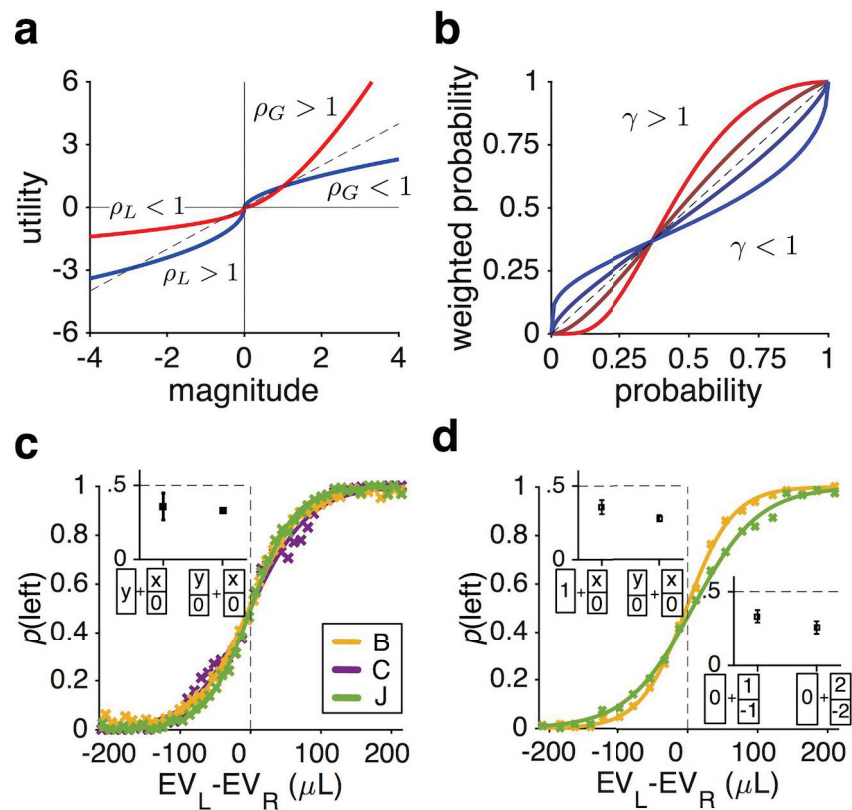 a
6
3
0
-3
-6
-4
-2
0
2
4
utility
magnitude
ρG > 1
ρG < 1
ρL < 1
ρL > 1
b
1
0.75
0.5
0.25
0
0
0.25
0.5
0.75
1
weighted probability
probability
γ > 1
γ < 1
c
1
0.8
0.6
0.4
0.2
0
-200
-100
0
100
200
p(left)
EVL-EVR (μL)
.5
0
y + x
0
y + x
0 0
B
C
J
d
1
0.8
0.6
0.4
0.2
0
-200
-100
0
100
200
p(left)
EVL-EVR (μL)
.5
0
1 + x
0
y + x
0 0
.5
0
0 + 1
-1
0 + 2
-2